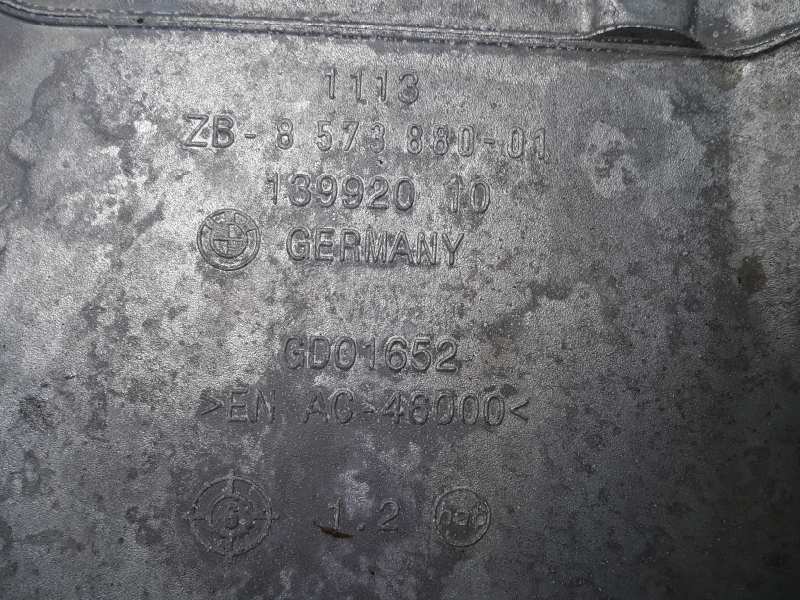 1113
ZB-8 573 880-01
139920 10
GERMANY
GD01652
>EN AC-46000<
1.2